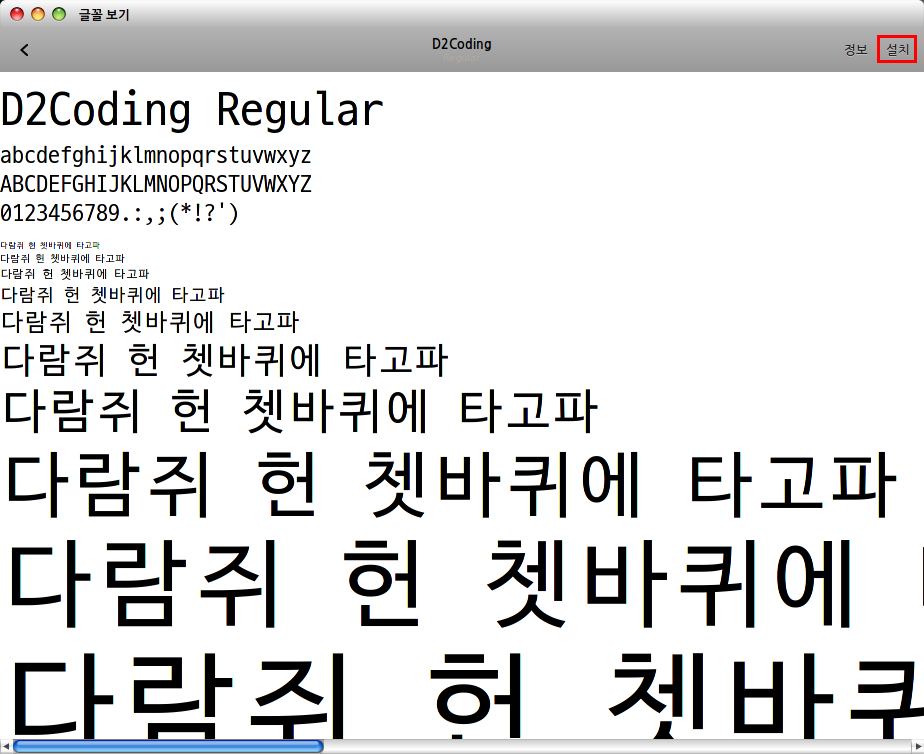 글꼴 보기
D2Coding
Regular
정보 설치
D2Coding Regular
abcdefghijklmnopqrstuvwxyz
ABCDEFGHIJKLMNOPQRSTUVWXYZ
0123456789.:,;(*!?')
다람쥐 헌 쳇바퀴에 타고파
다람쥐 헌 쳇바퀴에 타고파
다람쥐 헌 쳇바퀴에 타고파
다람쥐 헌 쳇바퀴에 타고파
다람쥐 헌 쳇바퀴에 타고파
다람쥐 헌 쳇바퀴에 타고파
다람쥐 헌 쳇바퀴에 타고파
다람쥐 헌 쳇바퀴에 타고파
다람쥐 헌 쳇바퀴에
다람쥐 헌 쳇바